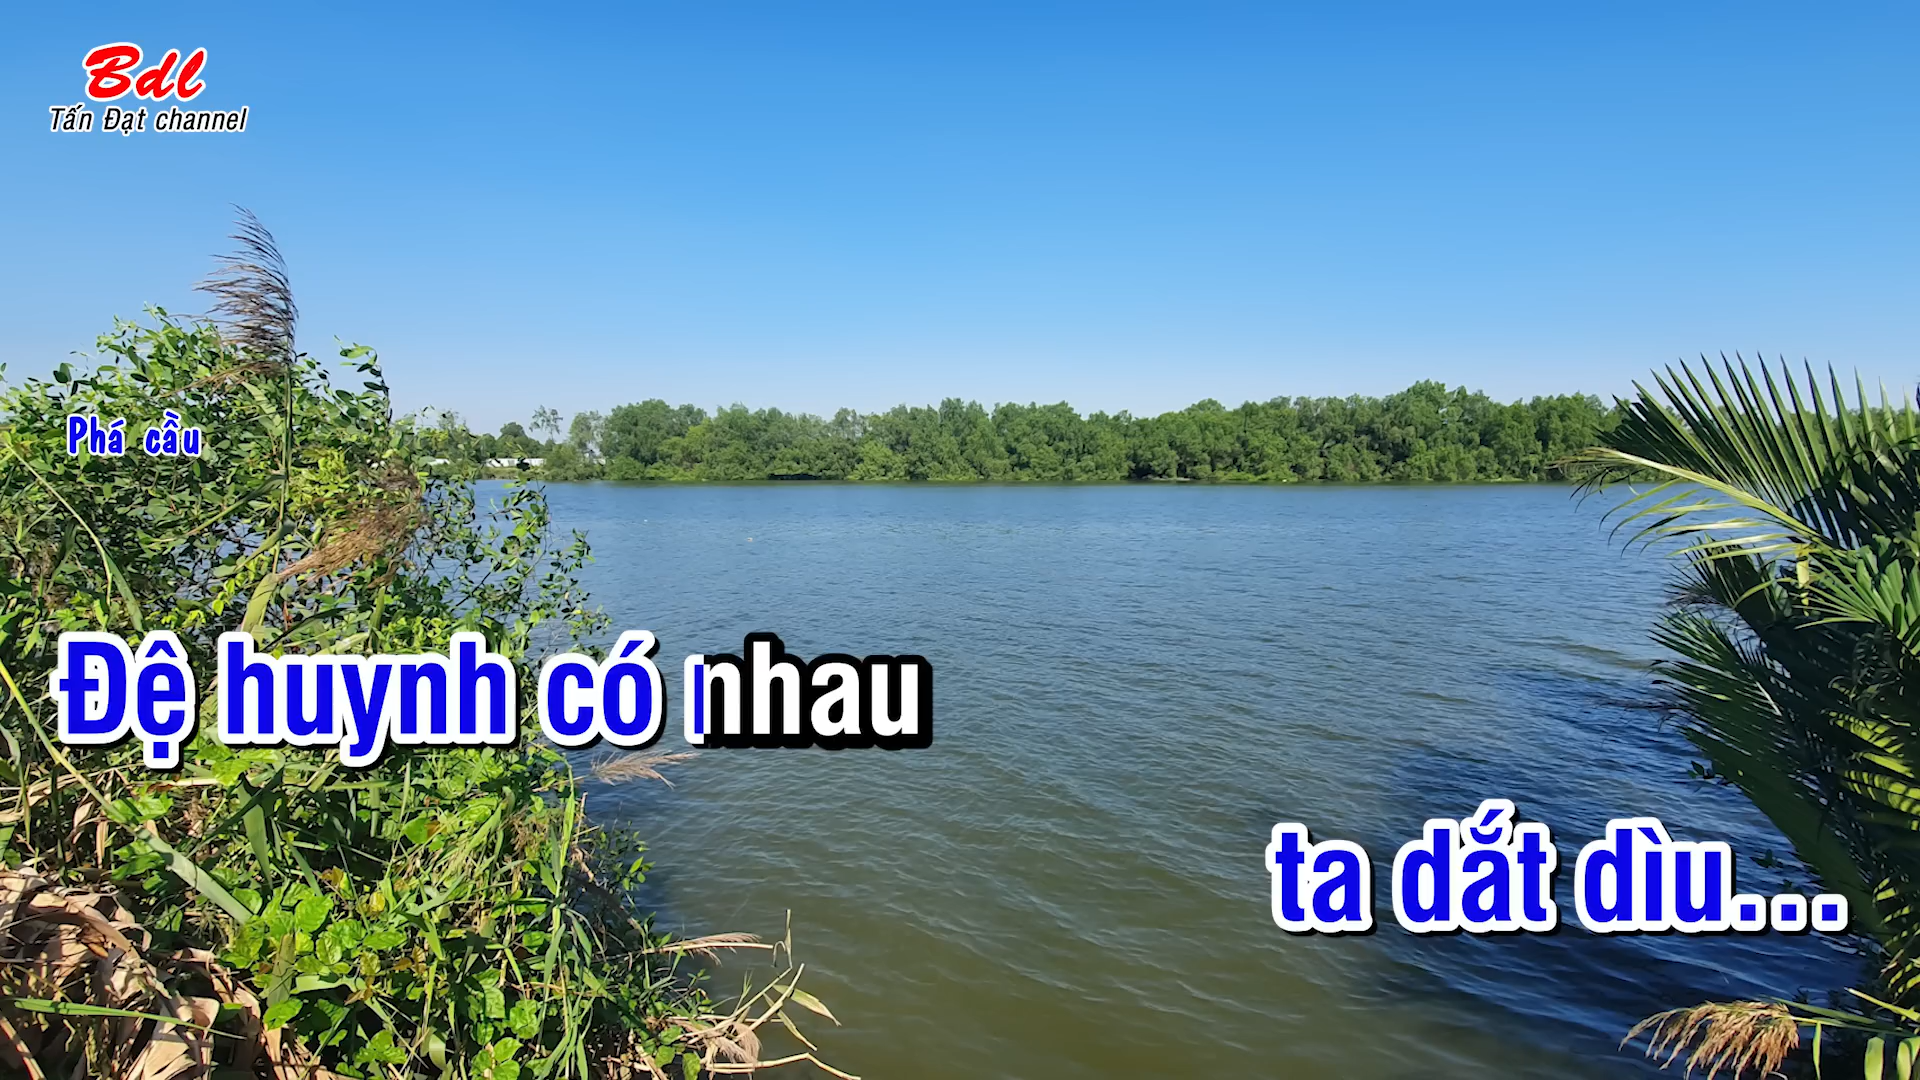 Bdl
Tấn Đạt channel
Phá cầu
Đệ huynh có nhau
ta dắt dìu...